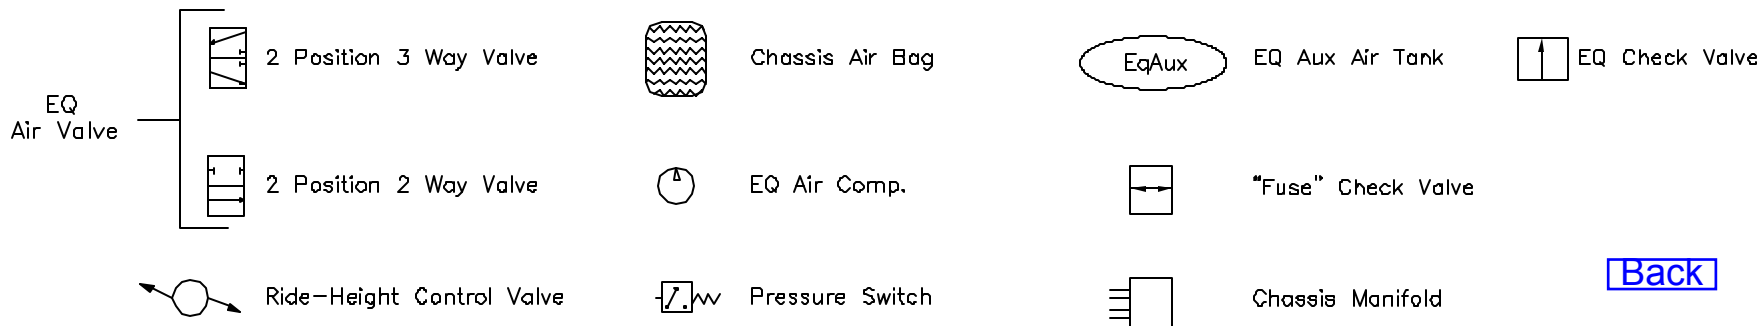 2 Position 3 Way Valve
Chassis Air Bag
EqAux
EQ Aux Air Tank
EQ Check Valve
EQ
Air Valve
2 Position 2 Way Valve
EQ Air Comp.
"Fuse" Check Valve
Ride-Height Control Valve
Pressure Switch
Chassis Manifold
Back